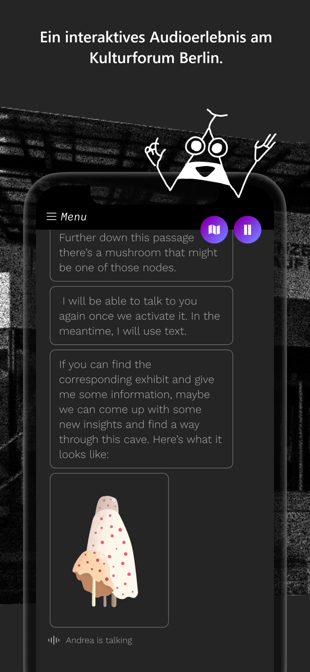 Ein interaktives Audioerlebnis am
Kulturforum Berlin.
Menu
Further down this passage
there's a mushroom that might
be one of those nodes.
I will be able to talk to you
again once we activate it. In the
meantime, I will use text.
If you can find the
corresponding exhibit and give
me some information, maybe
we can come up with some
new insights and find a way
through this cave. Here's what it
looks like:
Andrea is talking